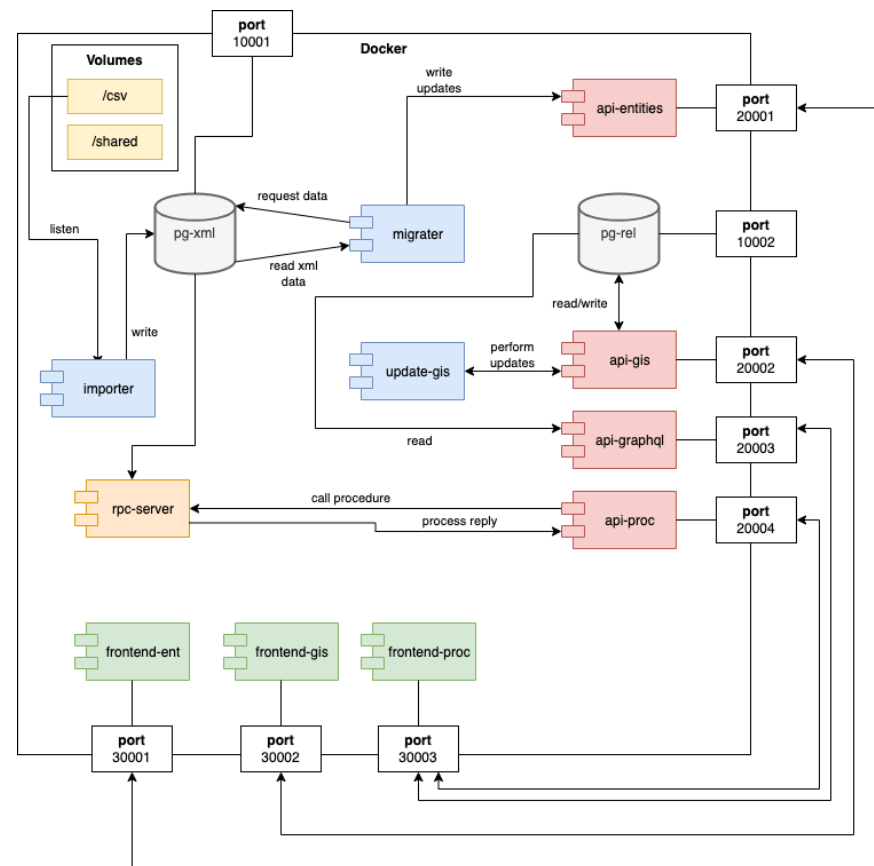 port
10001
Docker
Volumes
/csv
/shared
write
updates
api-entities
port
20001
request data
pg-xml
migrater
pg-rel
port
10002
listen
read xml
data
read/write
write
importer
update-gis
perform
updates
api-gis
port
20002
read
api-graphql
port
20003
rpc-server
call procedure
process reply
api-proc
port
20004
frontend-ent
frontend-gis
frontend-proc
port
30001
port
30002
port
30003